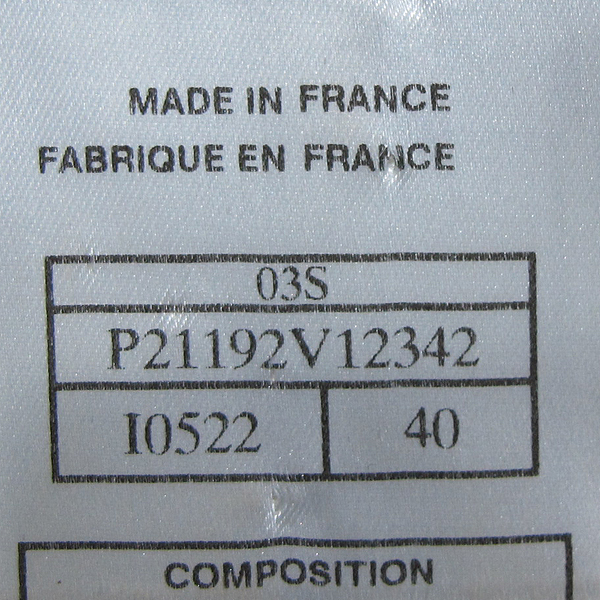 MADE IN FRANCE
FABRIQUE EN FRANCE
03S
P21192V12342
I0522 40
COMPOSITION